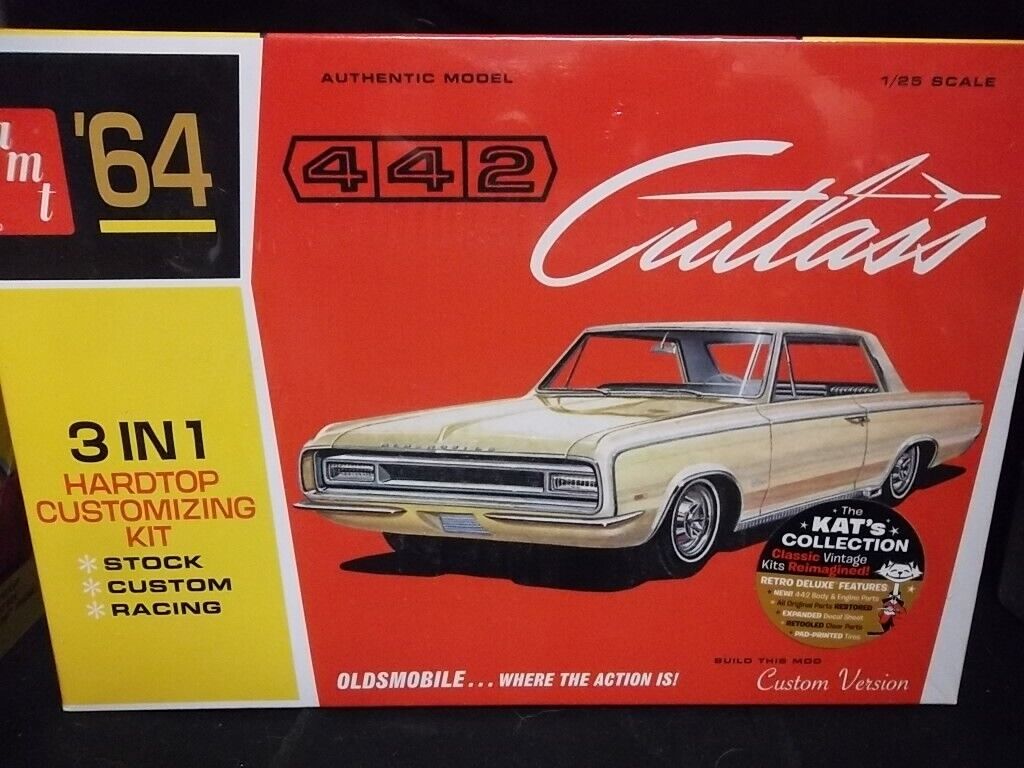 amt
'64
AUTHENTIC MODEL
1/25 SCALE
442
Cutlass
3 IN 1
HARDTOP
CUSTOMIZING
KIT
* STOCK
* CUSTOM
* RACING
OLDSMOBILE
The
KAT's
COLLECTION
Classic Vintage
Kits Reimagined!
RETRO DELUXE FEATURES
• NEW! 442 Body & Engine Parts
• All Original Parts RESTORED
• EXPANDED Decal Sheet
• RETOOLED Clear Parts
• PAD-PRINTED Tires
OLDSMOBILE... WHERE THE ACTION IS!
BUILD THIS MOD
Custom Version